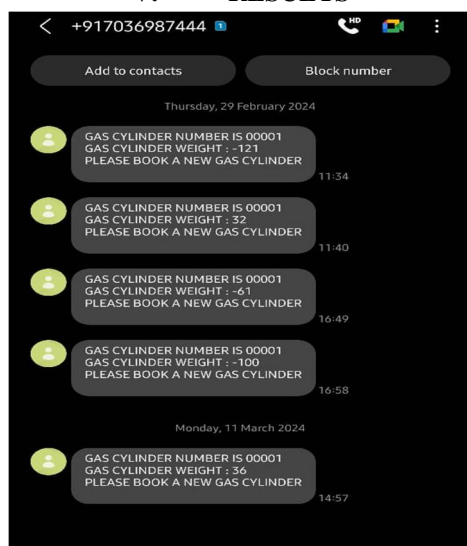 RESULTS
+917036987444 1
HD
Add to contacts
Block number
Thursday, 29 February 2024
GAS CYLINDER NUMBER IS 00001
GAS CYLINDER WEIGHT : -121
PLEASE BOOK A NEW GAS CYLINDER
11:34
GAS CYLINDER NUMBER IS 00001
GAS CYLINDER WEIGHT : 32
PLEASE BOOK A NEW GAS CYLINDER
11:40
GAS CYLINDER NUMBER IS 00001
GAS CYLINDER WEIGHT : -61
PLEASE BOOK A NEW GAS CYLINDER
16:49
GAS CYLINDER NUMBER IS 00001
GAS CYLINDER WEIGHT : -100
PLEASE BOOK A NEW GAS CYLINDER
16:58
Monday, 11 March 2024
GAS CYLINDER NUMBER IS 00001
GAS CYLINDER WEIGHT : 36
PLEASE BOOK A NEW GAS CYLINDER
14:57